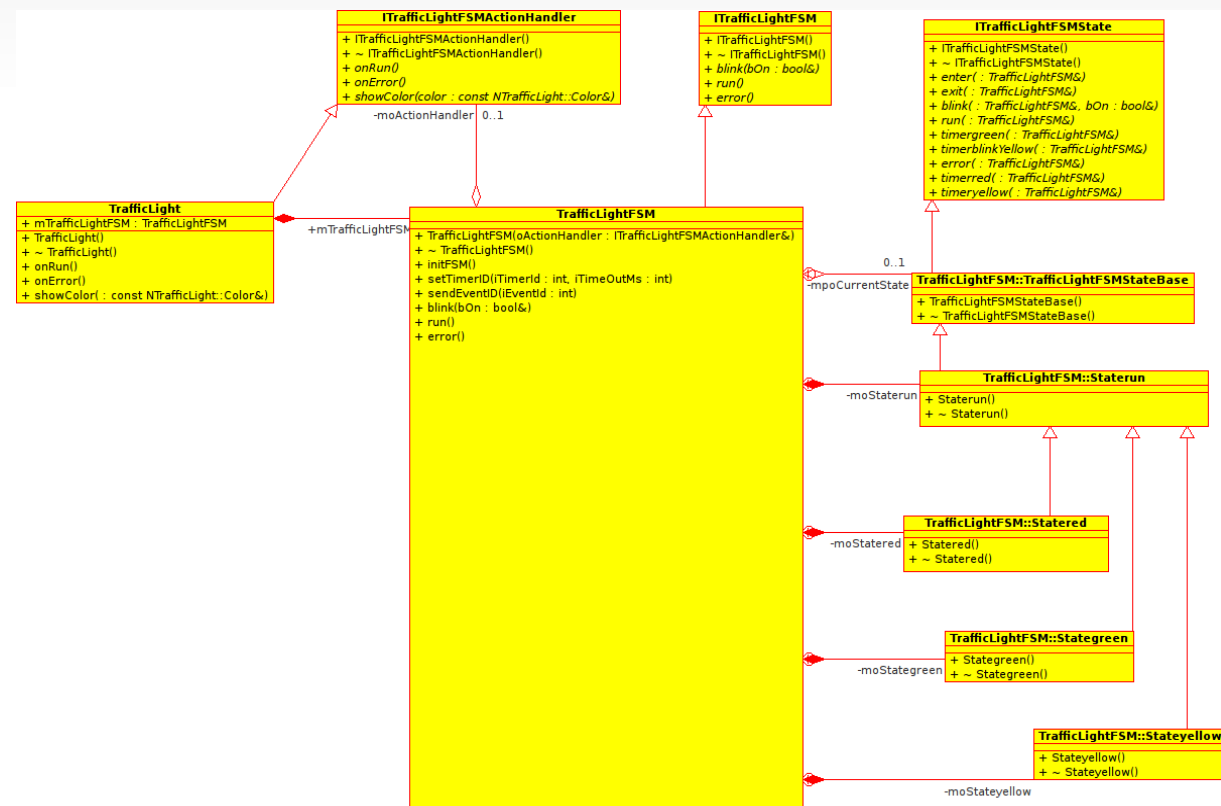 ITrafficLightFSMActionHandler
+ ITrafficLightFSMActionHandler()
+ ~ ITrafficLightFSMActionHandler()
+ onRun()
+ onError()
+ showColor(color : const NTrafficLight::Color&)
ITrafficLightFSM
+ ITrafficLightFSM()
+ ~ ITrafficLightFSM()
+ blink(bOn : bool&)
+ run()
+ error()
ITrafficLightFSMState
+ ITrafficLightFSMState()
+ ~ ITrafficLightFSMState()
+ enter( : TrafficLightFSM&)
+ exit( : TrafficLightFSM&)
+ blink( : TrafficLightFSM&, bOn : bool&)
+ run( : TrafficLightFSM&)
+ timergreen( : TrafficLightFSM&)
+ timerblinkYellow( : TrafficLightFSM&)
+ error( : TrafficLightFSM&)
+ timerred( : TrafficLightFSM&)
+ timeryellow( : TrafficLightFSM&)
-moActionHandler 0..1
TrafficLight
+ mTrafficLightFSM : TrafficLightFSM
+ TrafficLight()
+ ~ TrafficLight()
+ onRun()
+ onError()
+ showColor( : const NTrafficLight::Color&)
+mTrafficLightFSM
TrafficLightFSM
+ TrafficLightFSM(oActionHandler : ITrafficLightFSMActionHandler&)
+ ~ TrafficLightFSM()
+ initFSM()
+ setTimerID(iTimerId : int, iTimeOutMs : int)
+ sendEventID(iEventId : int)
+ blink(bOn : bool&)
+ run()
+ error()
0..1
-mpoCurrentState
TrafficLightFSM::TrafficLightFSMStateBase
+ TrafficLightFSMStateBase()
+ ~ TrafficLightFSMStateBase()
-moStaterun
TrafficLightFSM::Staterun
+ Staterun()
+ ~ Staterun()
-moStatered
TrafficLightFSM::Statered
+ Statered()
+ ~ Statered()
-moStategreen
TrafficLightFSM::Stategreen
+ Stategreen()
+ ~ Stategreen()
TrafficLightFSM::Stateyellow
+ Stateyellow()
+ ~ Stateyellow()
-moStateyellow